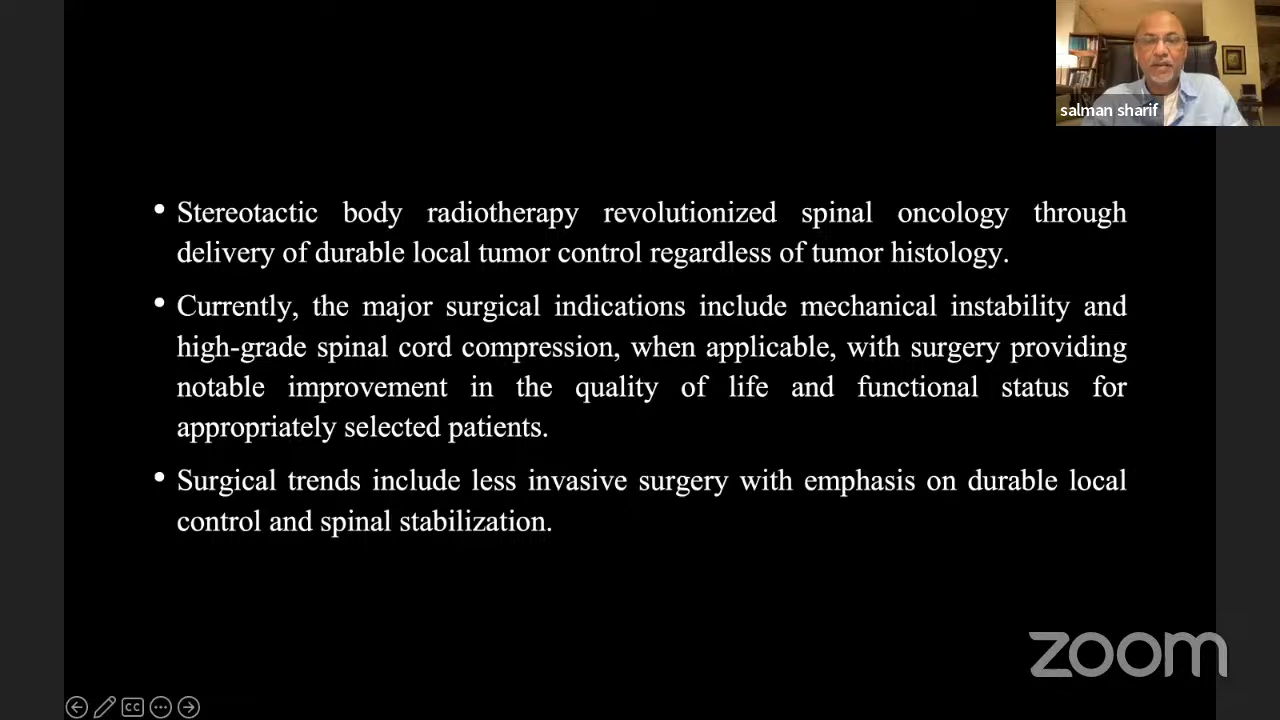 salman sharif
• Stereotactic body radiotherapy revolutionized spinal oncology through
delivery of durable local tumor control regardless of tumor histology.
• Currently, the major surgical indications include mechanical instability and
high-grade spinal cord compression, when applicable, with surgery providing
notable improvement in the quality of life and functional status for
appropriately selected patients.
• Surgical trends include less invasive surgery with emphasis on durable local
control and spinal stabilization.
zoom
CC